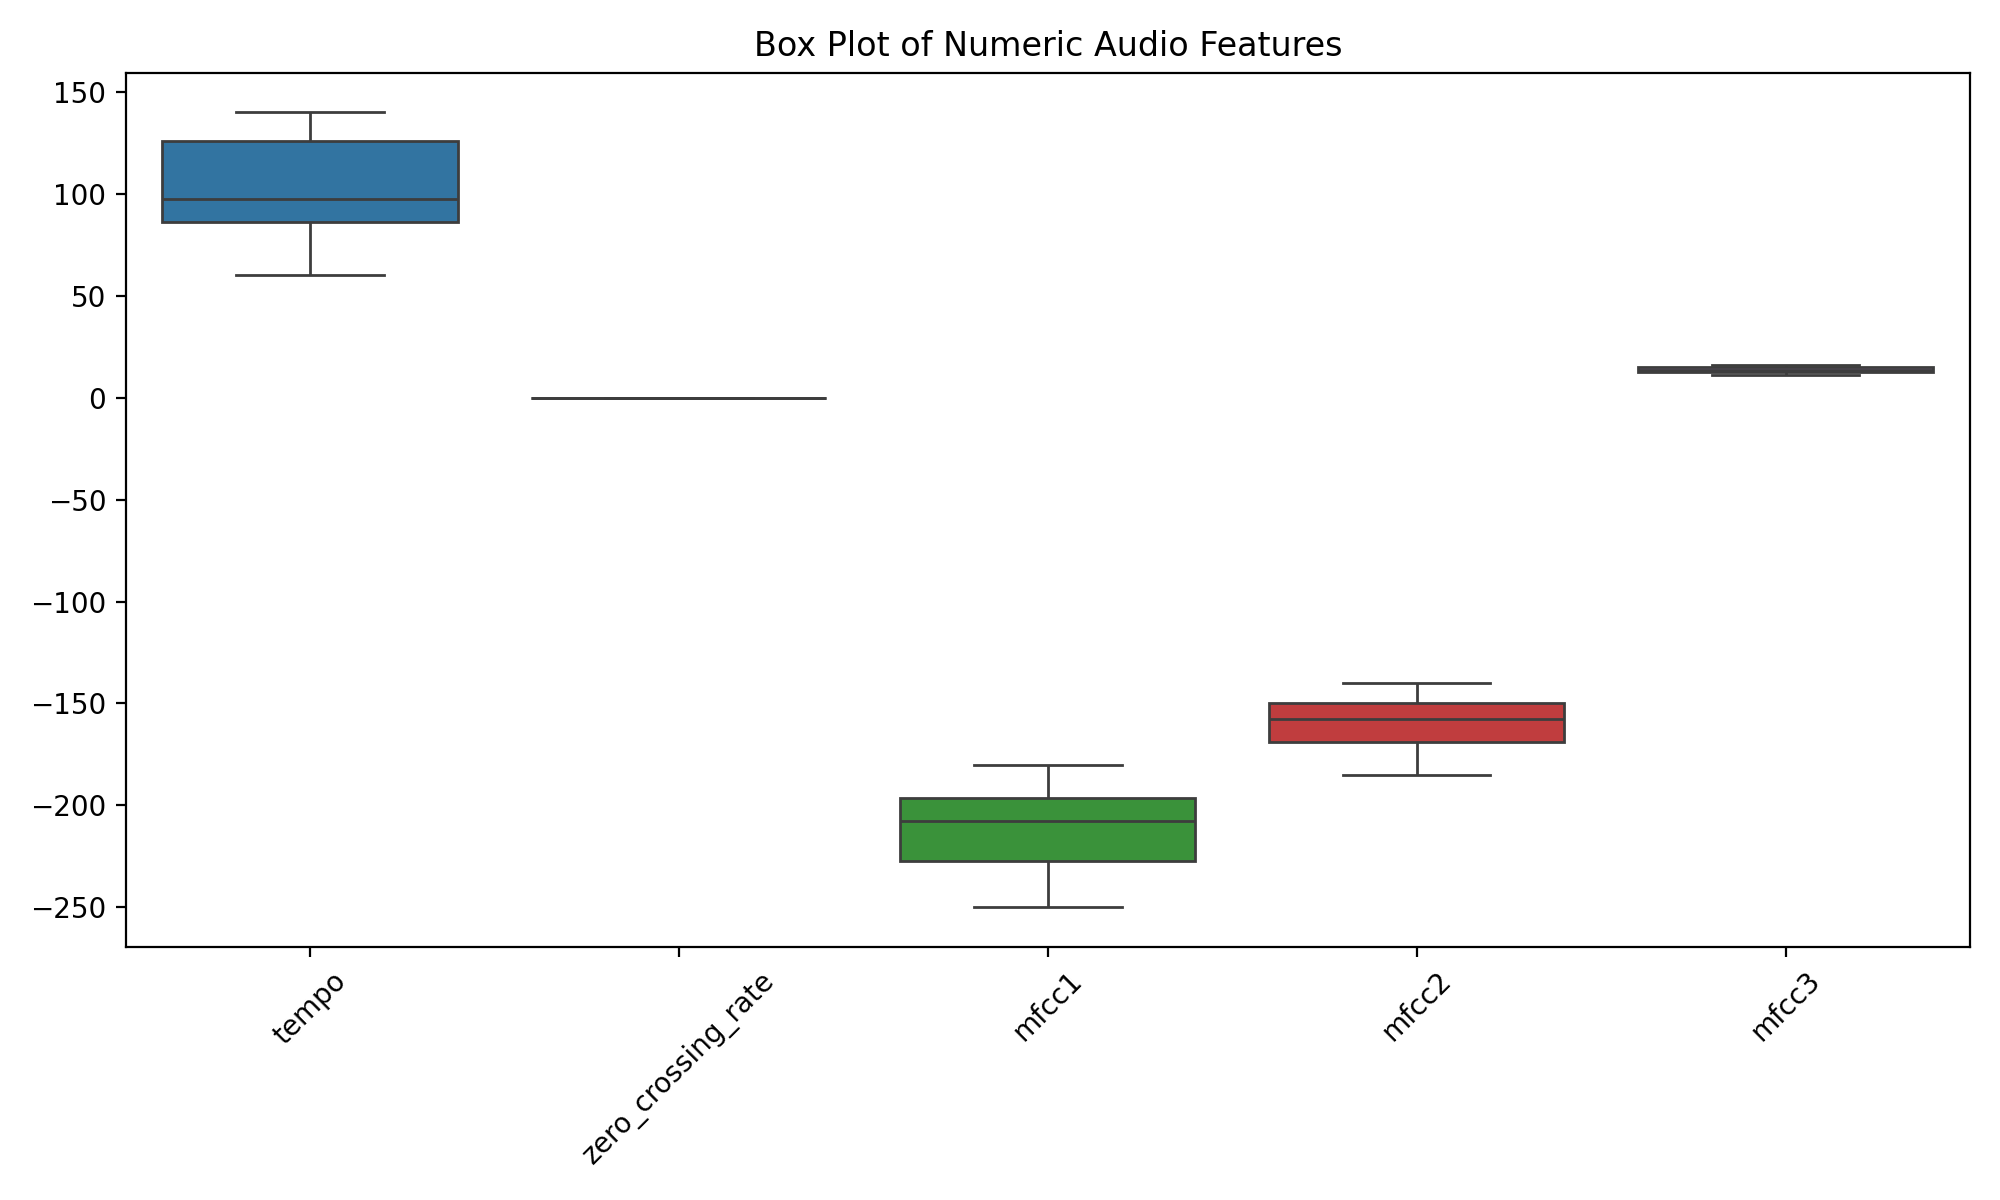 Box Plot of Numeric Audio Features
150
100
50
0
−50
−100
−150
−200
−250
tempo
zero_crossing_rate
mfcc1
mfcc2
mfcc3